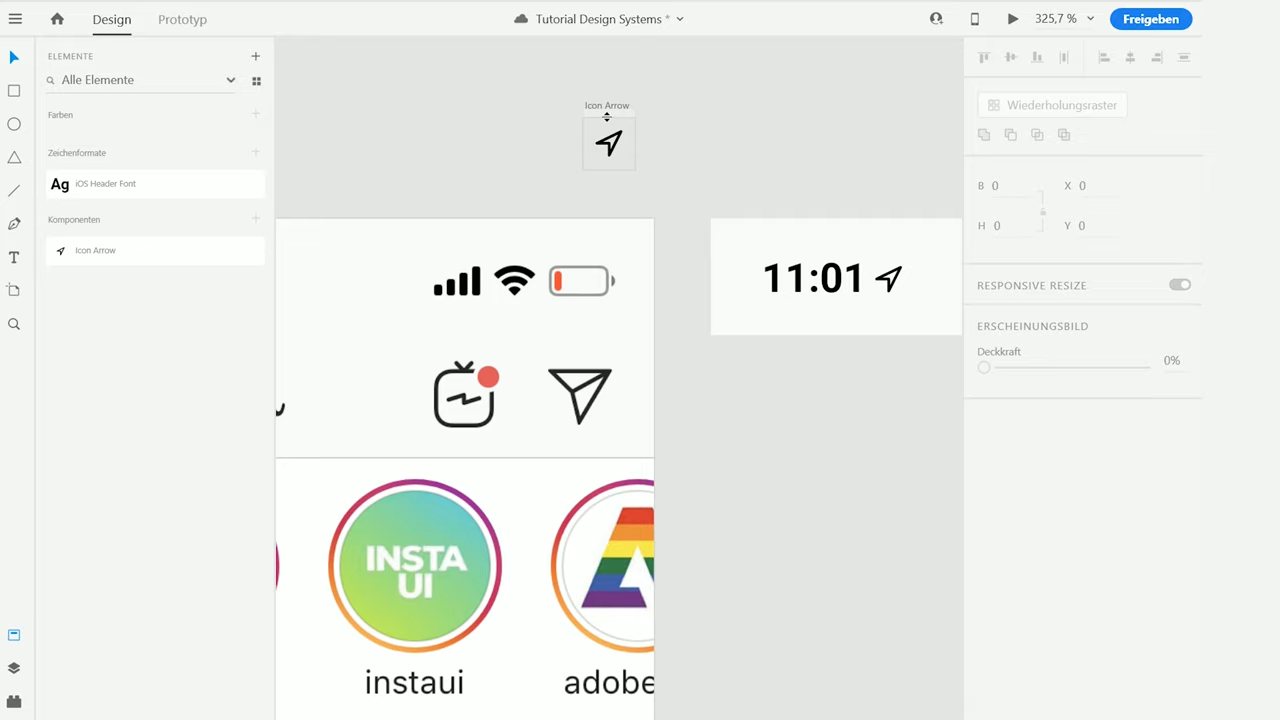 Design
Prototyp
Tutorial Design Systems *
325,7 %
Freigeben
ELEMENTE
Alle Elemente
Farben
Zeichenformate
Ag iOS Header Font
Komponenten
Icon Arrow
Icon Arrow
11:01
INSTA
UI
instaui
adobe
Wiederholungsraster
B 0
X 0
H 0
Y 0
RESPONSIVE RESIZE
ERSCHEINUNGSBILD
Deckkraft
0%